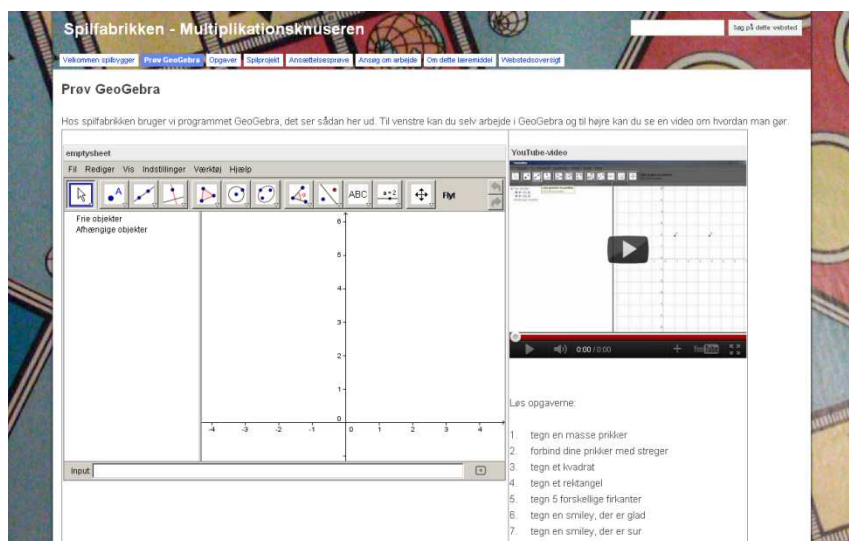 Spilfabrikken - Multiplikationsknuseren
Søg på dette websted
Velkommen spilbygger Prøv GeoGebra Opgaver Spilprojekt Ansættelsesprøve Ansøg om arbejde Om dette læremiddel Webstedsoversigt
Prøv GeoGebra
Hos spilfabrikken bruger vi programmet GeoGebra, det ser sådan her ud. Til venstre kan du selv arbejde i GeoGebra og til højre kan du se en video om hvordan man gør.
emptysheet
Fil Rediger Vis Indstillinger Værktøj Hjælp
A ABC a=2 Flyt
Frie objekter
Afhængige objekter
6
5
4
3
2
1
0
-4 -3 -2 -1 0 1 2 3 4
Input:
YouTube-video
0:00 / 0:00 YouTube
Løs opgaverne:
1. tegn en masse prikker
2. forbind dine prikker med streger
3. tegn et kvadrat
4. tegn et rektangel
5. tegn 5 forskellige firkanter
6. tegn en smiley, der er glad
7. tegn en smiley, der er sur